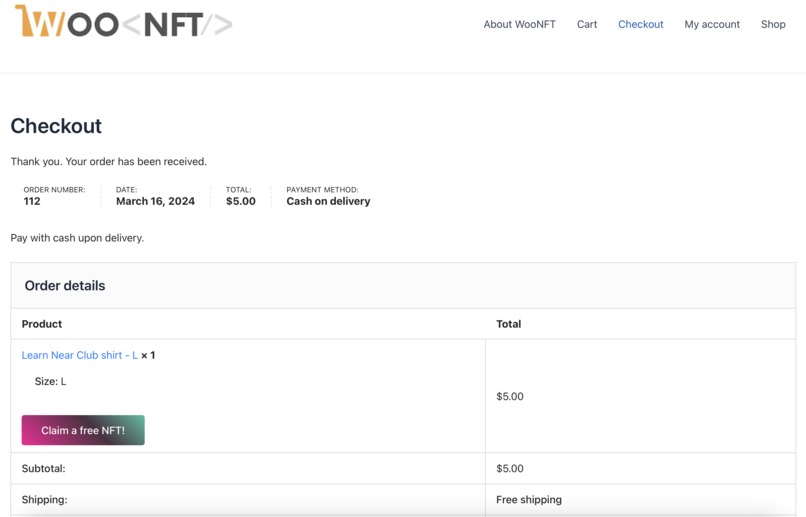 WOO<NFT/>
About WooNFT Cart Checkout My account Shop
Checkout
Thank you. Your order has been received.
ORDER NUMBER: DATE: TOTAL: PAYMENT METHOD:
112 March 16, 2024 $5.00 Cash on delivery
Pay with cash upon delivery.
Order details
Product Total
Learn Near Club shirt - L × 1
Size: L
$5.00
Claim a free NFT!
Subtotal: $5.00
Shipping: Free shipping